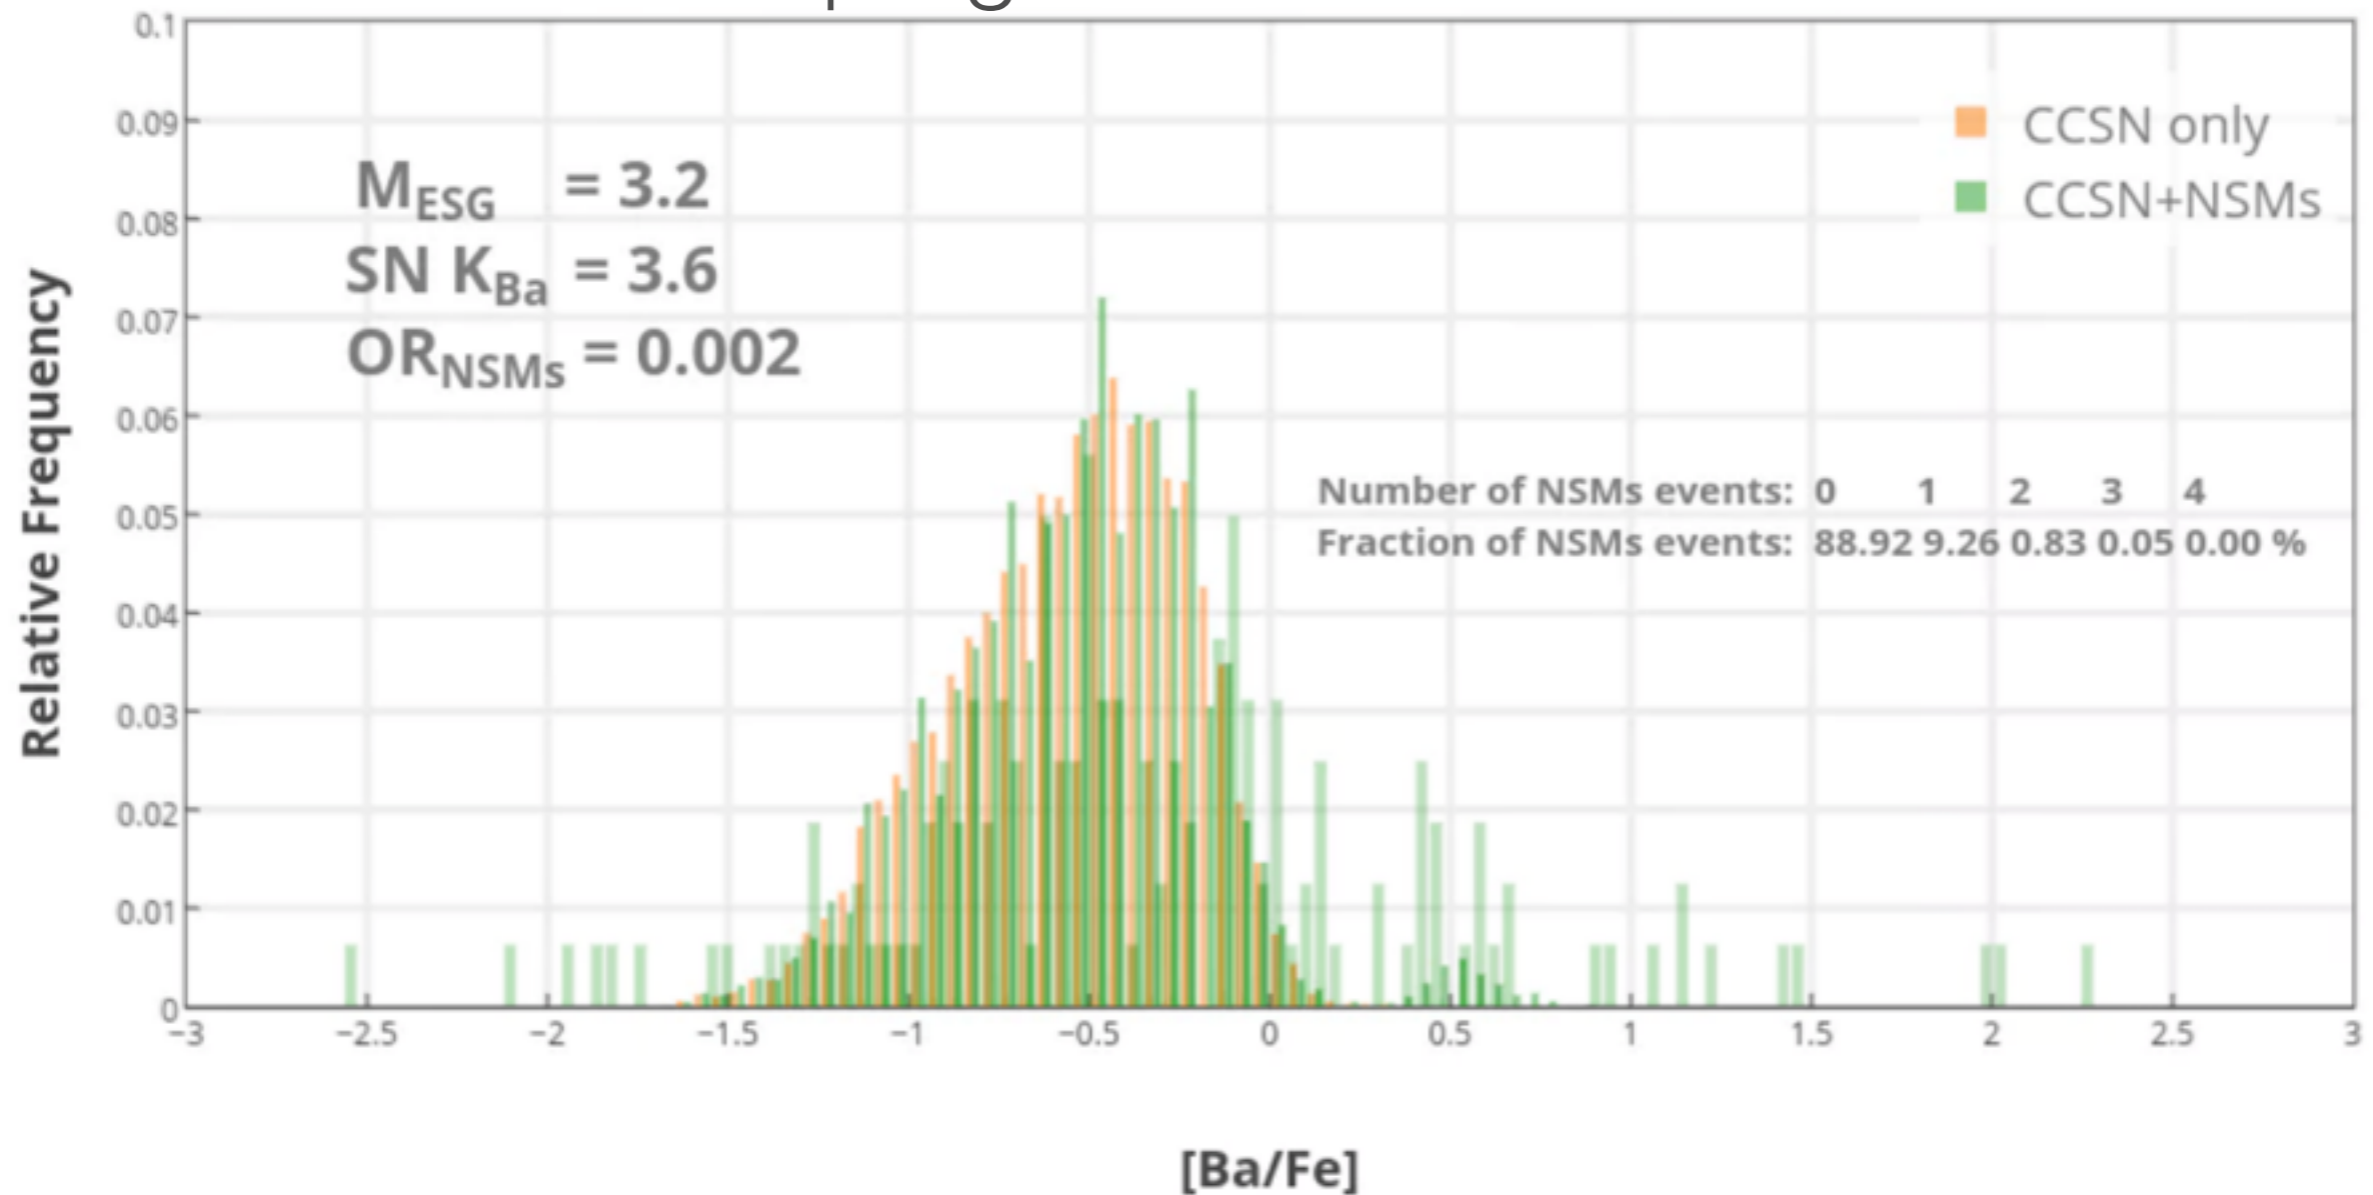 0.1
0.09
0.08
0.07
0.06
0.05
0.04
0.03
0.02
0.01
0
Relative Frequency
M_ESG = 3.2
SN K_Ba = 3.6
OR_NSMs = 0.002
CCSN only
CCSN+NSMs
Number of NSMs events: 0 1 2 3 4
Fraction of NSMs events: 88.92 9.26 0.83 0.05 0.00 %
−3 −2.5 −2 −1.5 −1 −0.5 0 0.5 1 1.5 2 2.5 3
[Ba/Fe]